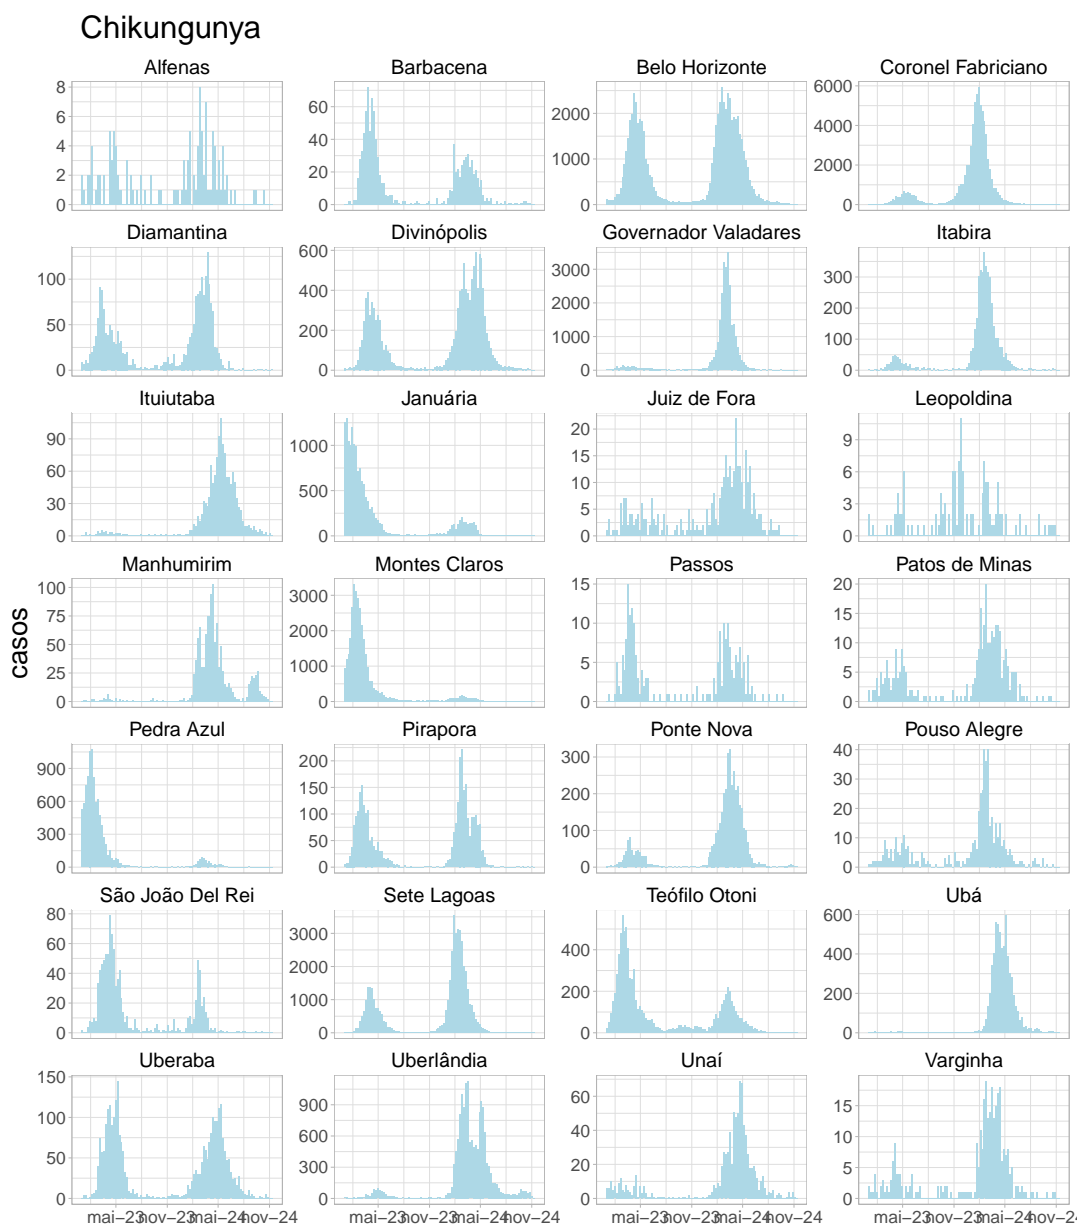 Chikungunya
Alfenas Barbacena Belo Horizonte Coronel Fabriciano
8 6 4 2 0
60 40 20 0
2000 1000 0
6000 4000 2000 0
Diamantina Divinópolis Governador Valadares Itabira
100 50 0
600 400 200 0
3000 2000 1000 0
300 200 100 0
Ituiutaba Januária Juiz de Fora Leopoldina
90 60 30 0
1000 500 0
20 15 10 5 0
9 6 3 0
Manhumirim Montes Claros Passos Patos de Minas
100 75 50 25 0
3000 2000 1000 0
15 10 5 0
20 15 10 5 0
casos
Pedra Azul Pirapora Ponte Nova Pouso Alegre
900 600 300 0
200 150 100 50 0
300 200 100 0
40 30 20 10 0
São João Del Rei Sete Lagoas Teófilo Otoni Ubá
80 60 40 20 0
3000 2000 1000 0
400 200 0
600 400 200 0
Uberaba Uberlândia Unaí Varginha
150 100 50 0
900 600 300 0
60 40 20 0
15 10 5 0
mai–23 nov–23 mai–24 nov–24
mai–23 nov–23 mai–24 nov–24
mai–23 nov–23 mai–24 nov–24
mai–23 nov–23 mai–24 nov–24